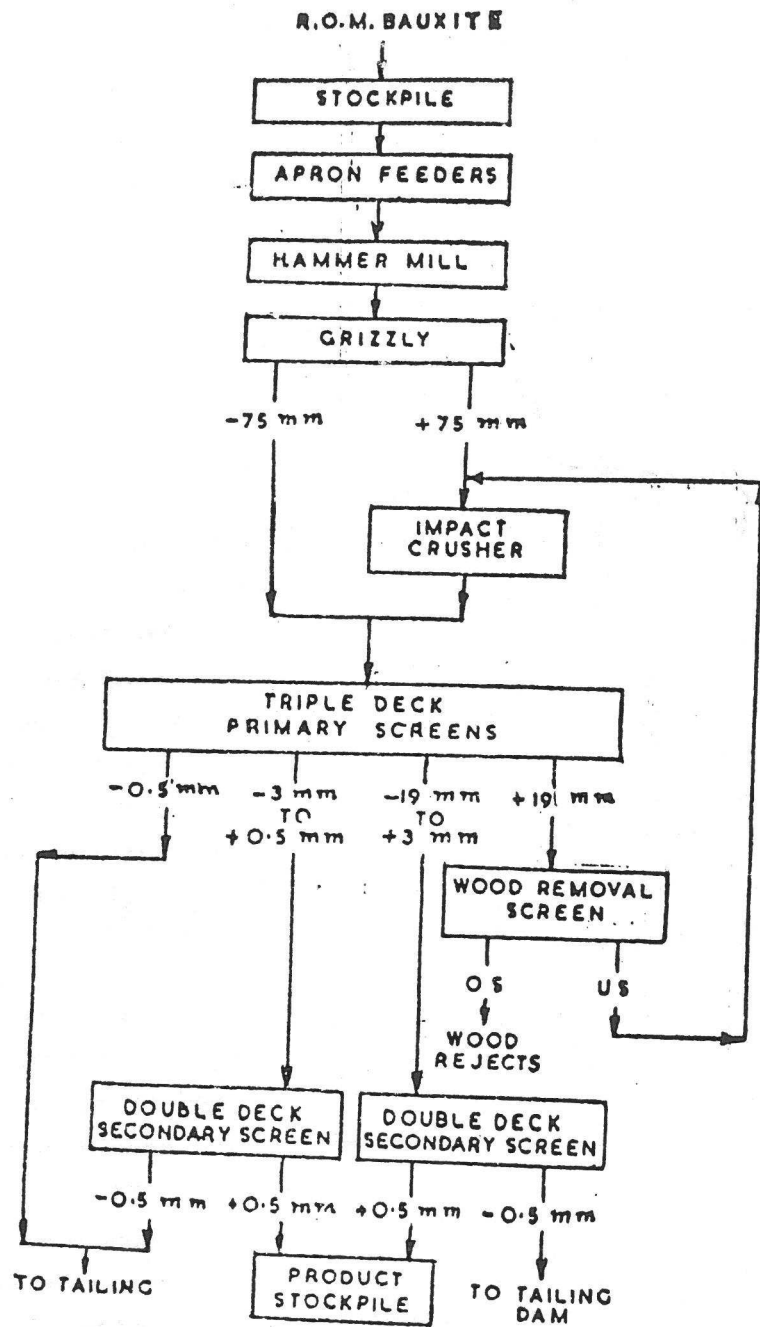 R.O.M. BAUXITE
STOCKPILE
APRON FEEDERS
HAMMER MILL
GRIZZLY
-75 mm
+75 mm
IMPACT
CRUSHER
TRIPLE DECK
PRIMARY SCREENS
-0.5 mm
-3 mm
TO
+0.5 mm
-19 mm
TO
+3 mm
+19 mm
WOOD REMOVAL
SCREEN
OS
US
WOOD
REJECTS
DOUBLE DECK
SECONDARY SCREEN
DOUBLE DECK
SECONDARY SCREEN
-0.5 mm
+0.5 mm
+0.5 mm
-0.5 mm
TO TAILING
PRODUCT
STOCKPILE
TO TAILING
DAM